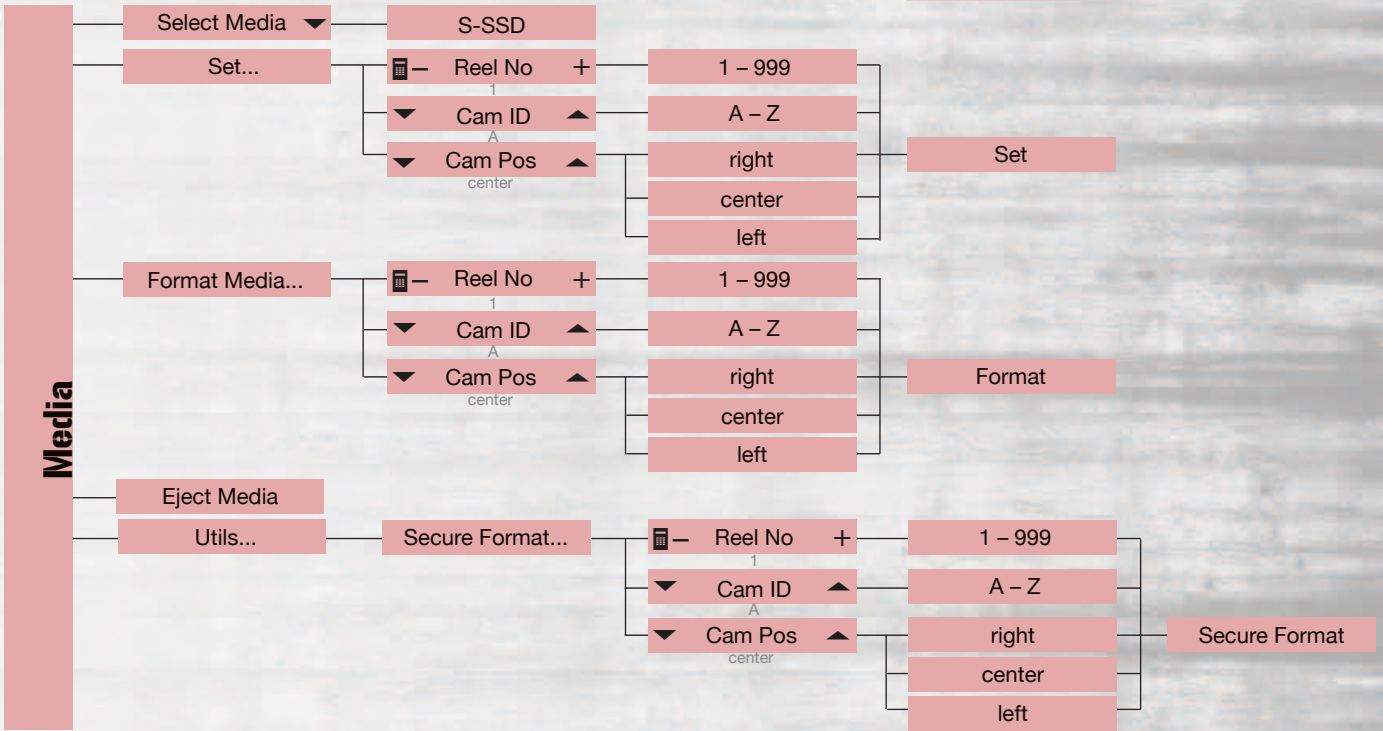 Media
Select Media
S-SSD
Set...
– Reel No +
1
1 – 999
Cam ID
A
A – Z
Cam Pos
center
right
center
left
Set
Format Media...
– Reel No +
1
1 – 999
Cam ID
A
A – Z
Cam Pos
center
right
center
left
Format
Eject Media
Utils...
Secure Format...
– Reel No +
1
1 – 999
Cam ID
A
A – Z
Cam Pos
center
right
center
left
Secure Format